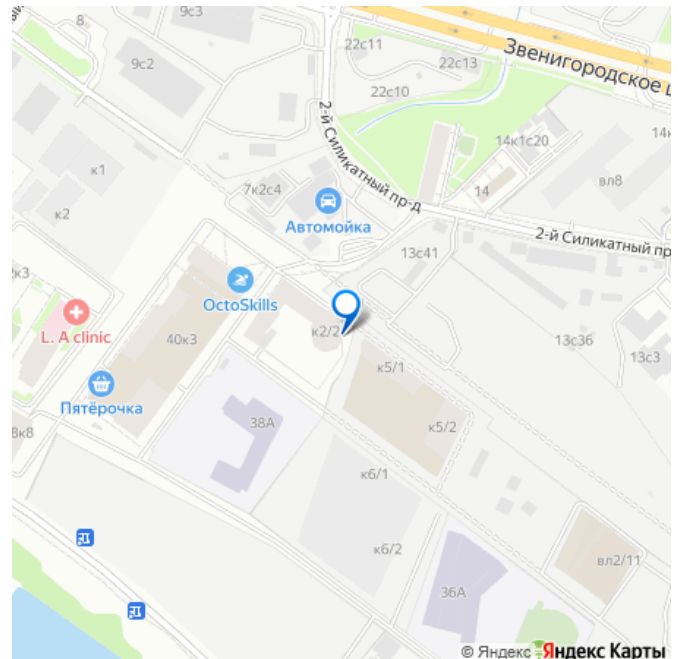 8
9с3
22с11
22с13
9с2
22с10
Звенигородское
2-й Силикатный пр-д
14к1с20
14к
к1
7к2с4
14
вл8
к2
Автомойка
2-й Силикатный пр
13с41
OctoSkills
к2/2
13с36
L. A clinic
40к3
к5/1
13с3
Пятёрочка
38А
к5/2
8к8
к6/1
к6/2
вл2/11
36А
© Яндекс Яндекс Карты